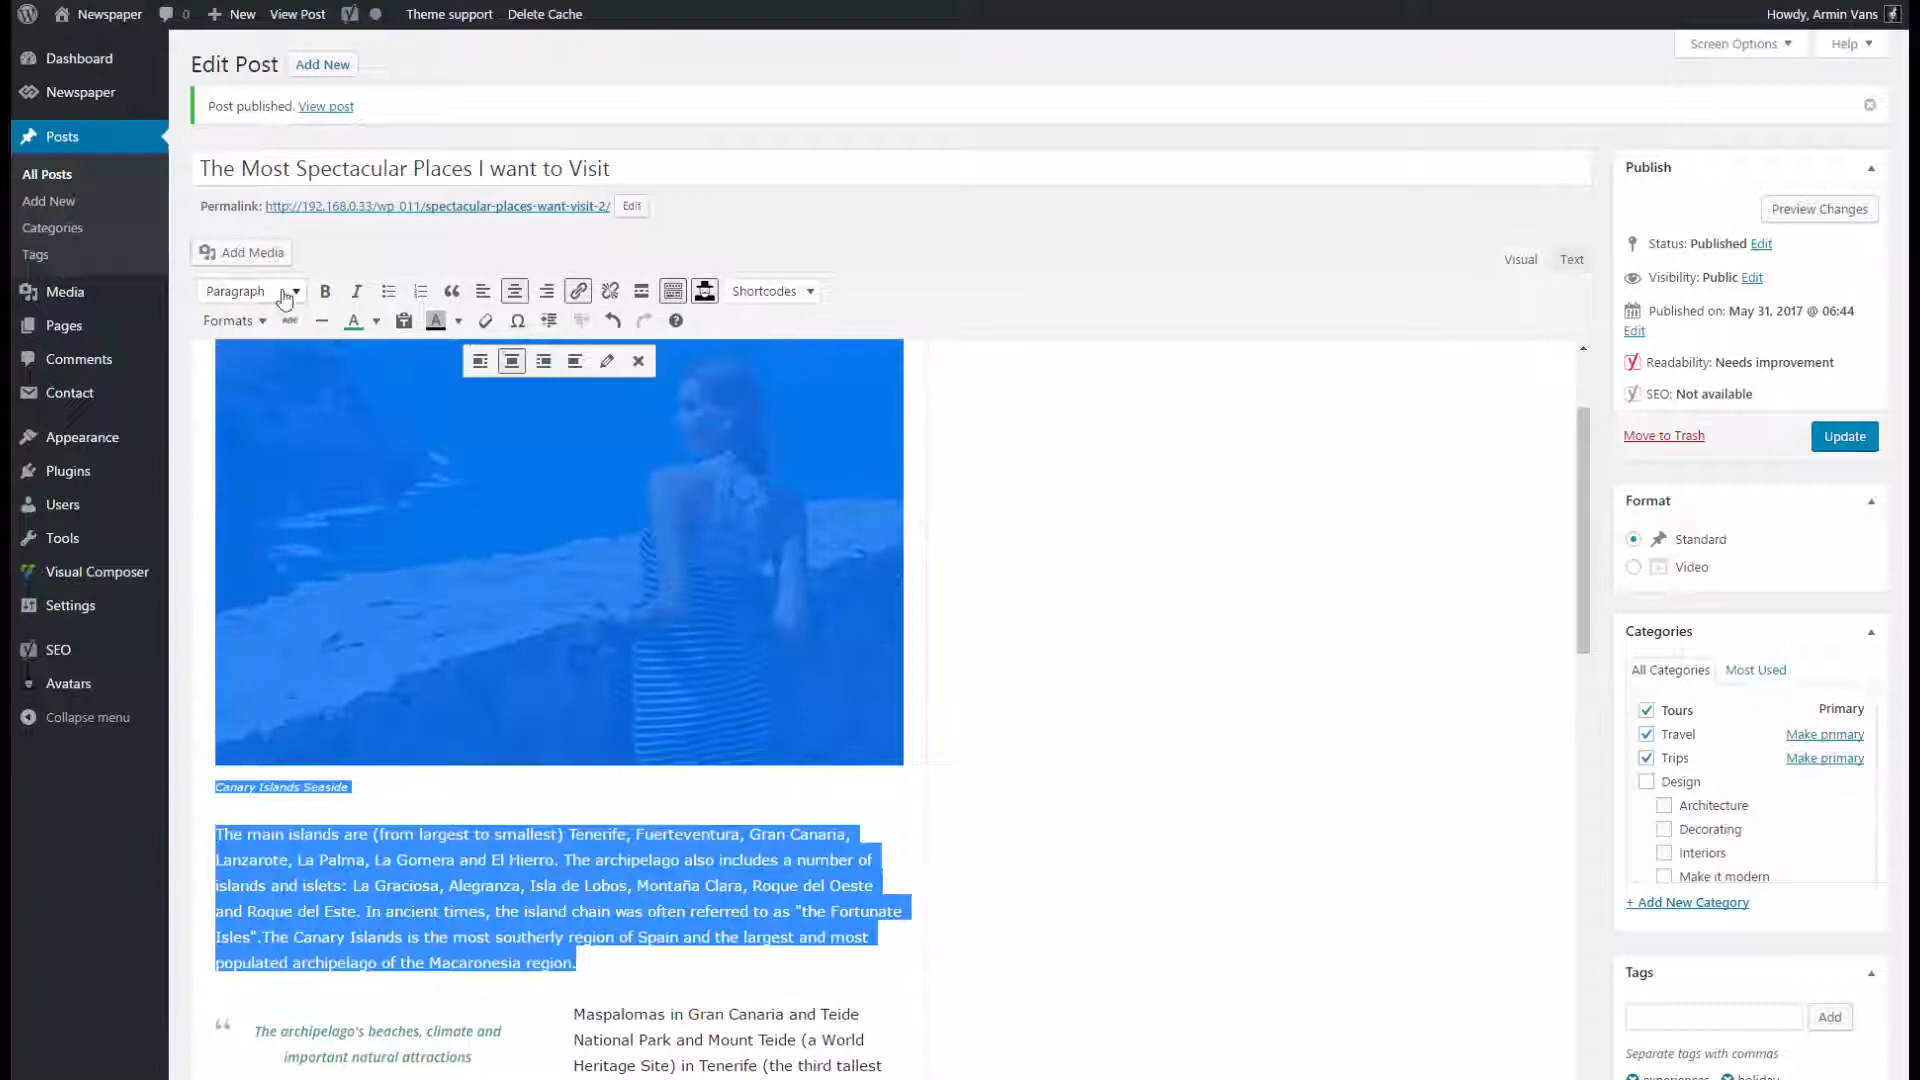 Newspaper 0 New View Post Theme support Delete Cache Howdy, Armin Vans
Screen Options Help
Dashboard
Newspaper
Posts
All Posts
Add New
Categories
Tags
Media
Pages
Comments
Contact
Appearance
Plugins
Users
Tools
Visual Composer
Settings
SEO
Avatars
Collapse menu
Edit Post Add New
Post published. View post
The Most Spectacular Places I want to Visit
Permalink: http://192.168.0.33/wp_011/spectacular-places-want-visit-2/ Edit
Add Media
Visual Text
Paragraph B I Shortcodes
Formats ABC A A Ω
Canary Islands Seaside
The main islands are (from largest to smallest) Tenerife, Fuerteventura, Gran Canaria,
Lanzarote, La Palma, La Gomera and El Hierro. The archipelago also includes a number of
islands and islets: La Graciosa, Alegranza, Isla de Lobos, Montaña Clara, Roque del Oeste
and Roque del Este. In ancient times, the island chain was often referred to as "the Fortunate
Isles".The Canary Islands is the most southerly region of Spain and the largest and most
populated archipelago of the Macaronesia region.
“ The archipelago's beaches, climate and
important natural attractions
Maspalomas in Gran Canaria and Teide
National Park and Mount Teide (a World
Heritage Site) in Tenerife (the third tallest
Publish
Preview Changes
Status: Published Edit
Visibility: Public Edit
Published on: May 31, 2017 @ 06:44
Edit
Readability: Needs improvement
SEO: Not available
Move to Trash Update
Format
Standard
Video
Categories
All Categories Most Used
Tours Primary
Travel Make primary
Trips Make primary
Design
Architecture
Decorating
Interiors
Make it modern
+ Add New Category
Tags
Add
Separate tags with commas
experiences holiday